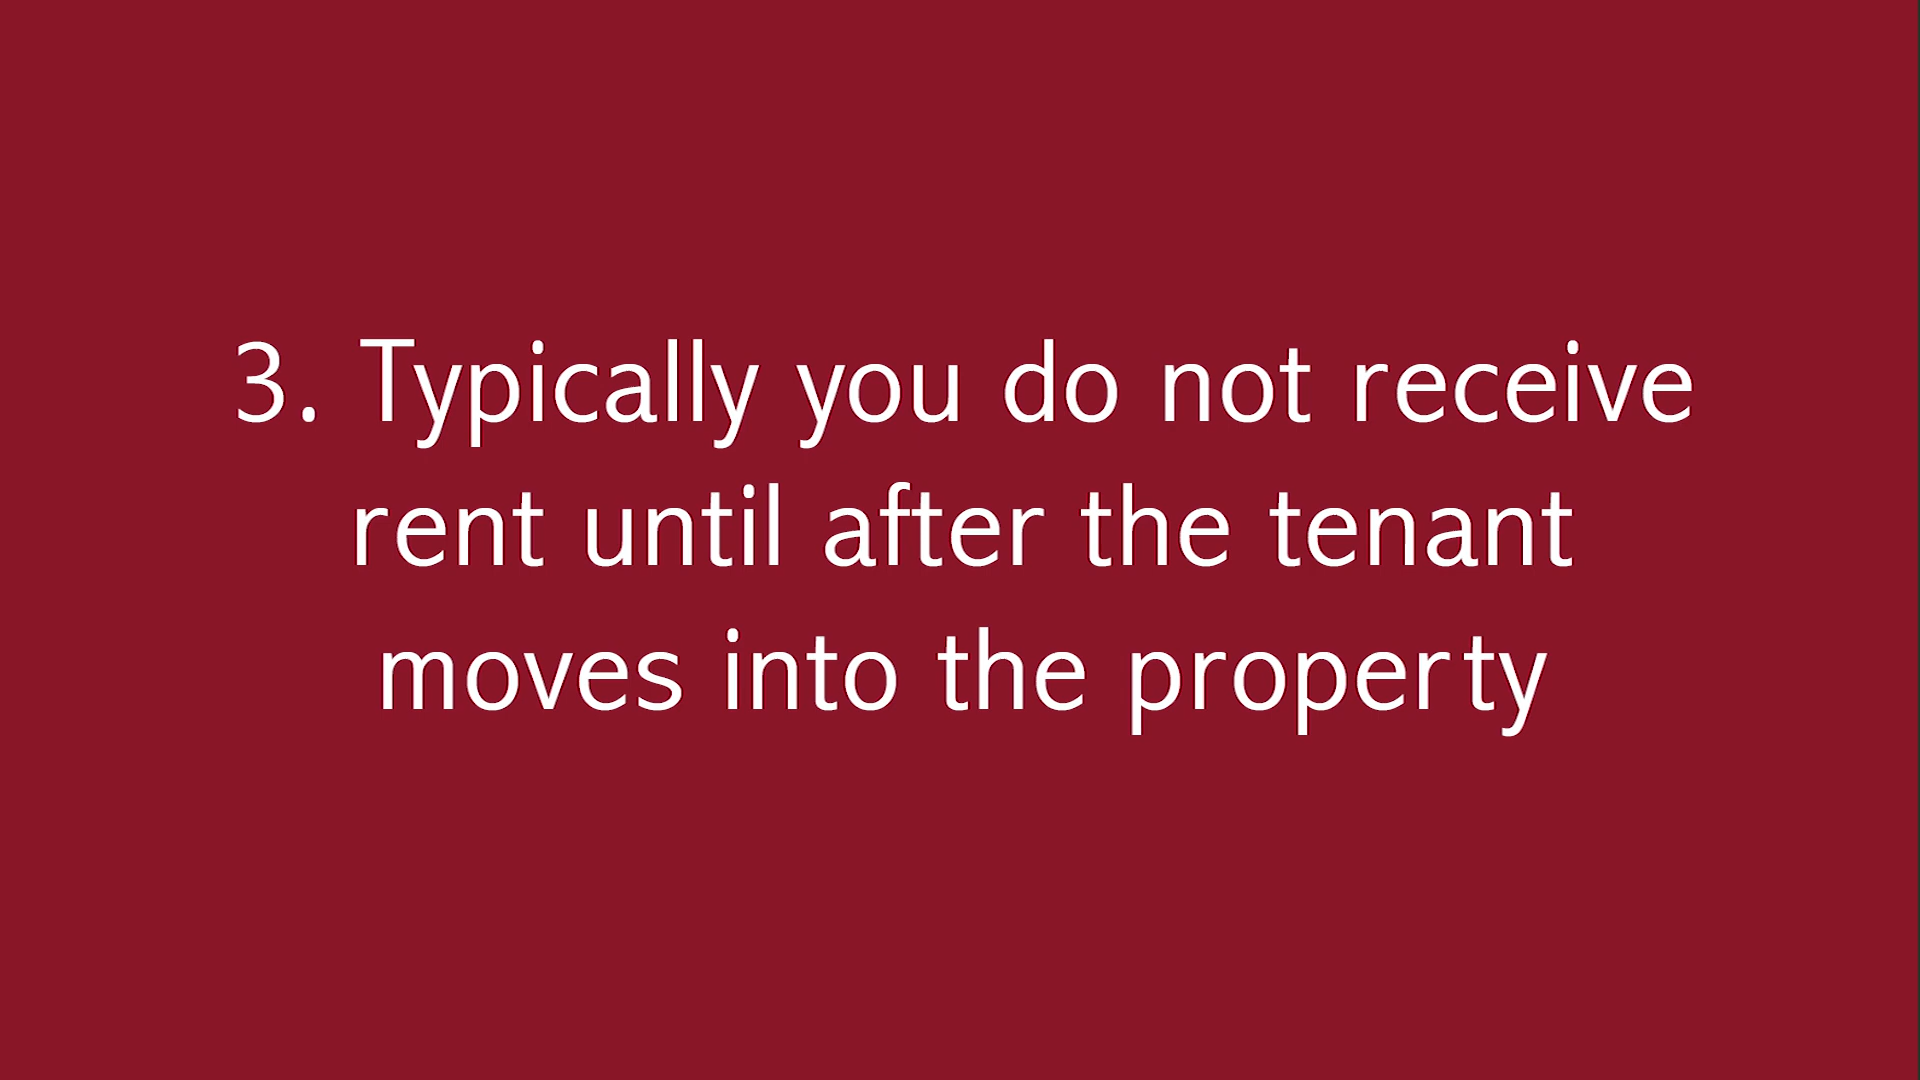 3. Typically you do not receive
rent until after the tenant
moves into the property